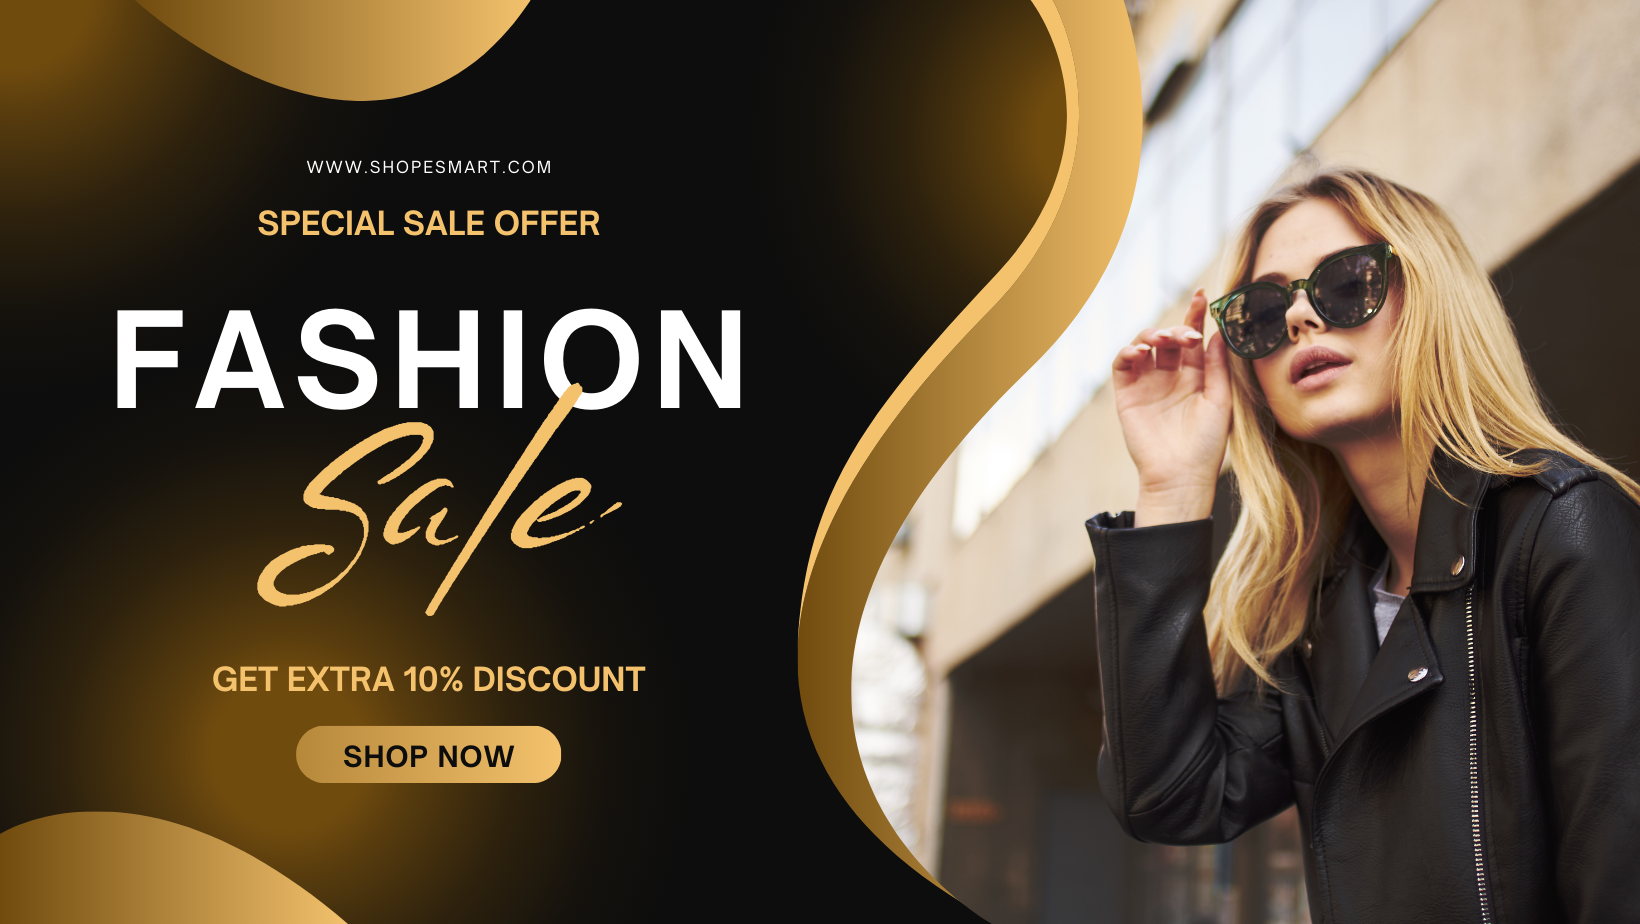 WWW.SHOPESMART.COM
SPECIAL SALE OFFER
FASHION
Sale
GET EXTRA 10% DISCOUNT
SHOP NOW